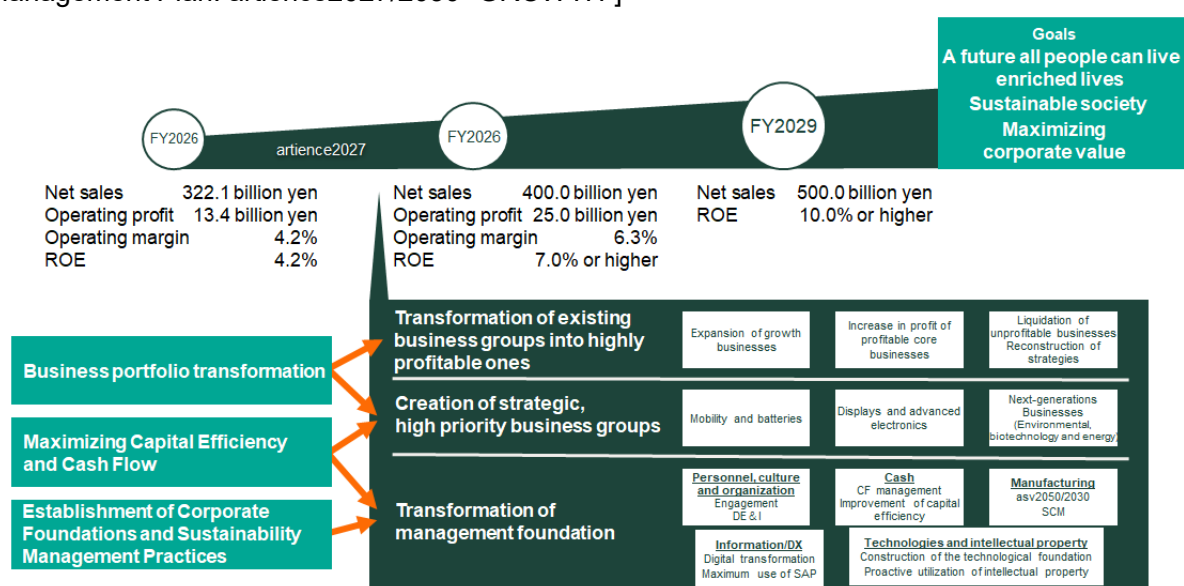 Goals
A future all people can live
enriched lives
Sustainable society
Maximizing
corporate value
FY2026
artience2027
FY2026
FY2029
Net sales 322.1 billion yen
Operating profit 13.4 billion yen
Operating margin 4.2%
ROE 4.2%
Net sales 400.0 billion yen
Operating profit 25.0 billion yen
Operating margin 6.3%
ROE 7.0% or higher
Net sales 500.0 billion yen
ROE 10.0% or higher
Business portfolio transformation
Maximizing Capital Efficiency
and Cash Flow
Establishment of Corporate
Foundations and Sustainability
Management Practices
Transformation of existing
business groups into highly
profitable ones
Expansion of growth
businesses
Increase in profit of
profitable core
businesses
Liquidation of
unprofitable businesses
Reconstruction of
strategies
Creation of strategic,
high priority business groups
Mobility and batteries
Displays and advanced
electronics
Next-generations
Businesses
(Environmental,
biotechnology and energy)
Transformation of
management foundation
Personnel, culture
and organization
Engagement
DE&I
Cash
CF management
Improvement of capital
efficiency
Manufacturing
asv2050/2030
SCM
Information/DX
Digital transformation
Maximum use of SAP
Technologies and intellectual property
Construction of the technological foundation
Proactive utilization of intellectual property